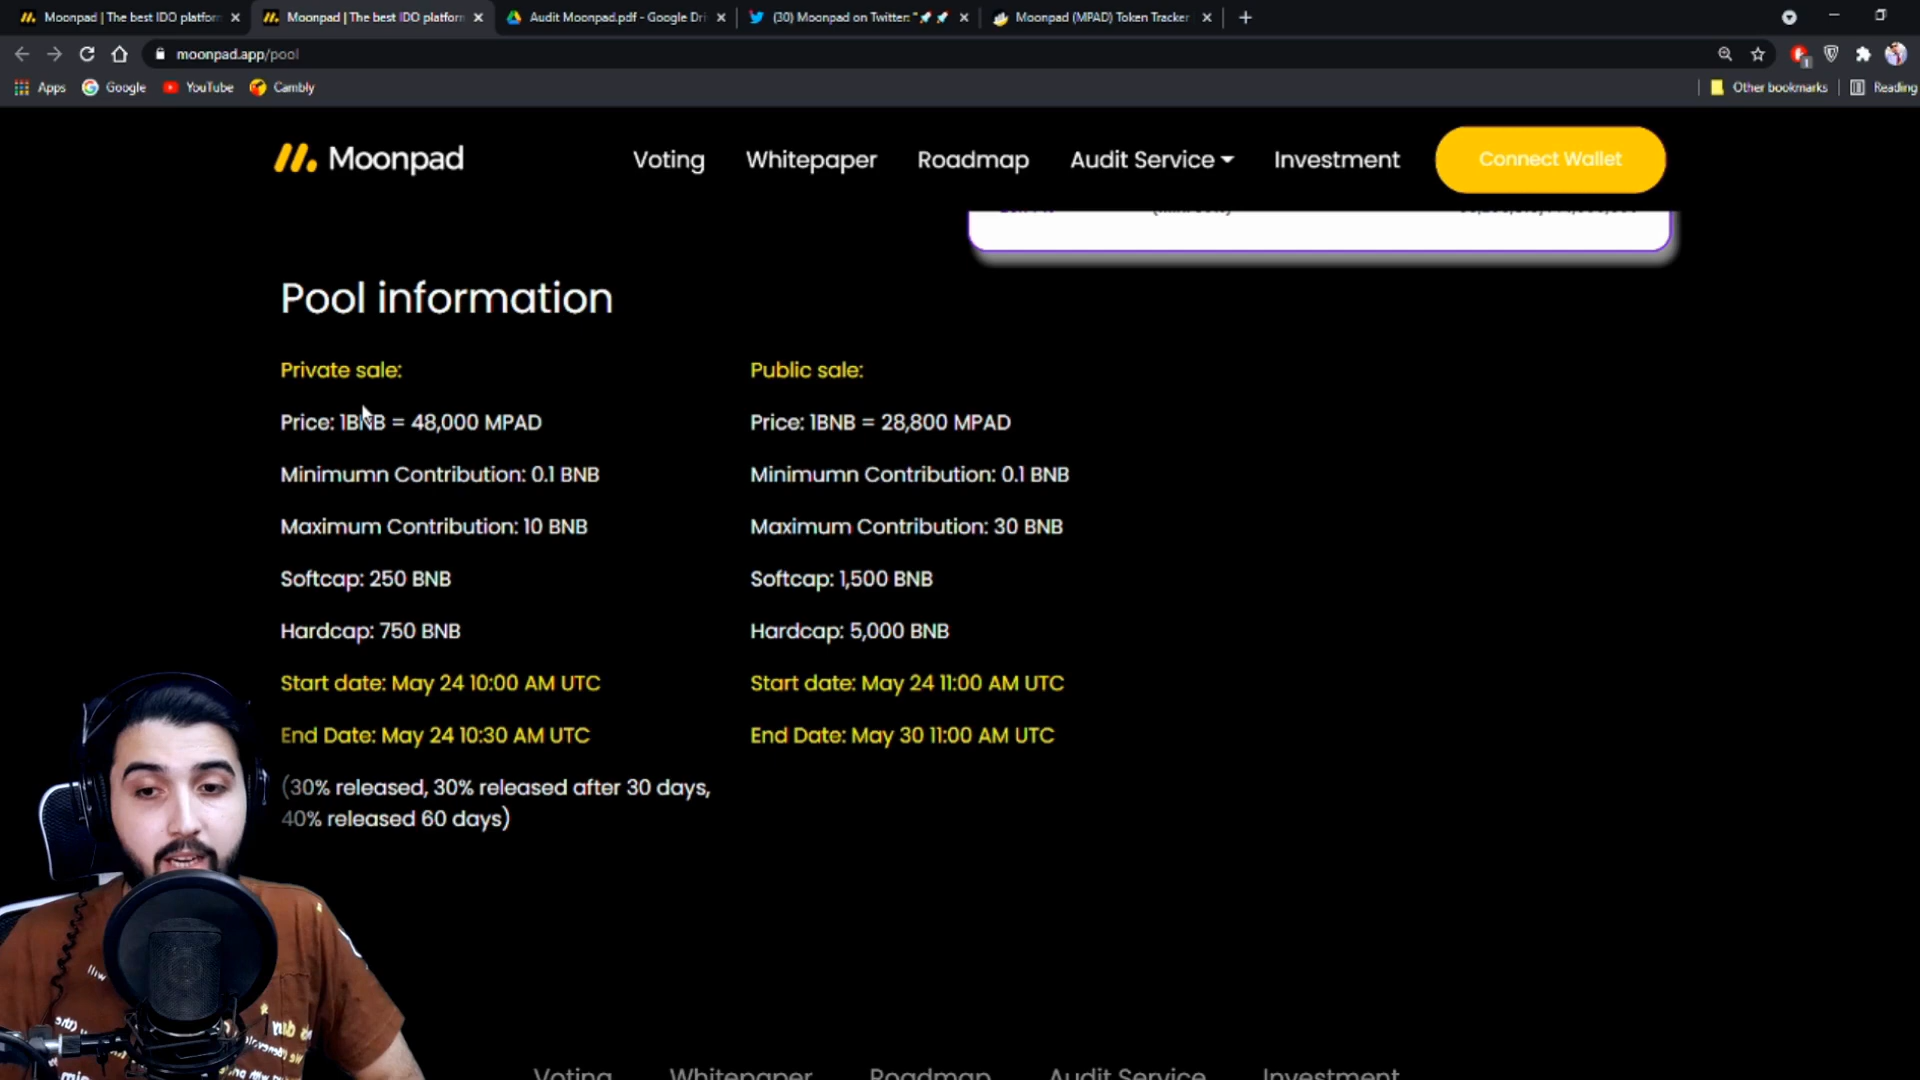 Moonpad | The best IDO platfor
Moonpad | The best IDO platform
Audit Moonpad.pdf - Google Dri
(30) Moonpad on Twitter: "
Moonpad (MPAD) Token Tracker
moonpad.app/pool
Apps
Google
YouTube
Cambly
Other bookmarks
Reading
Moonpad
Voting
Whitepaper
Roadmap
Audit Service
Investment
Connect Wallet
Pool information
Private sale:
Price: 1BNB = 48,000 MPAD
Minimumn Contribution: 0.1 BNB
Maximum Contribution: 10 BNB
Softcap: 250 BNB
Hardcap: 750 BNB
Start date: May 24 10:00 AM UTC
End Date: May 24 10:30 AM UTC
(30% released, 30% released after 30 days,
40% released 60 days)
Public sale:
Price: 1BNB = 28,800 MPAD
Minimumn Contribution: 0.1 BNB
Maximum Contribution: 30 BNB
Softcap: 1,500 BNB
Hardcap: 5,000 BNB
Start date: May 24 11:00 AM UTC
End Date: May 30 11:00 AM UTC
Voting
Whitepaper
Roadmap
Audit Service
Investment